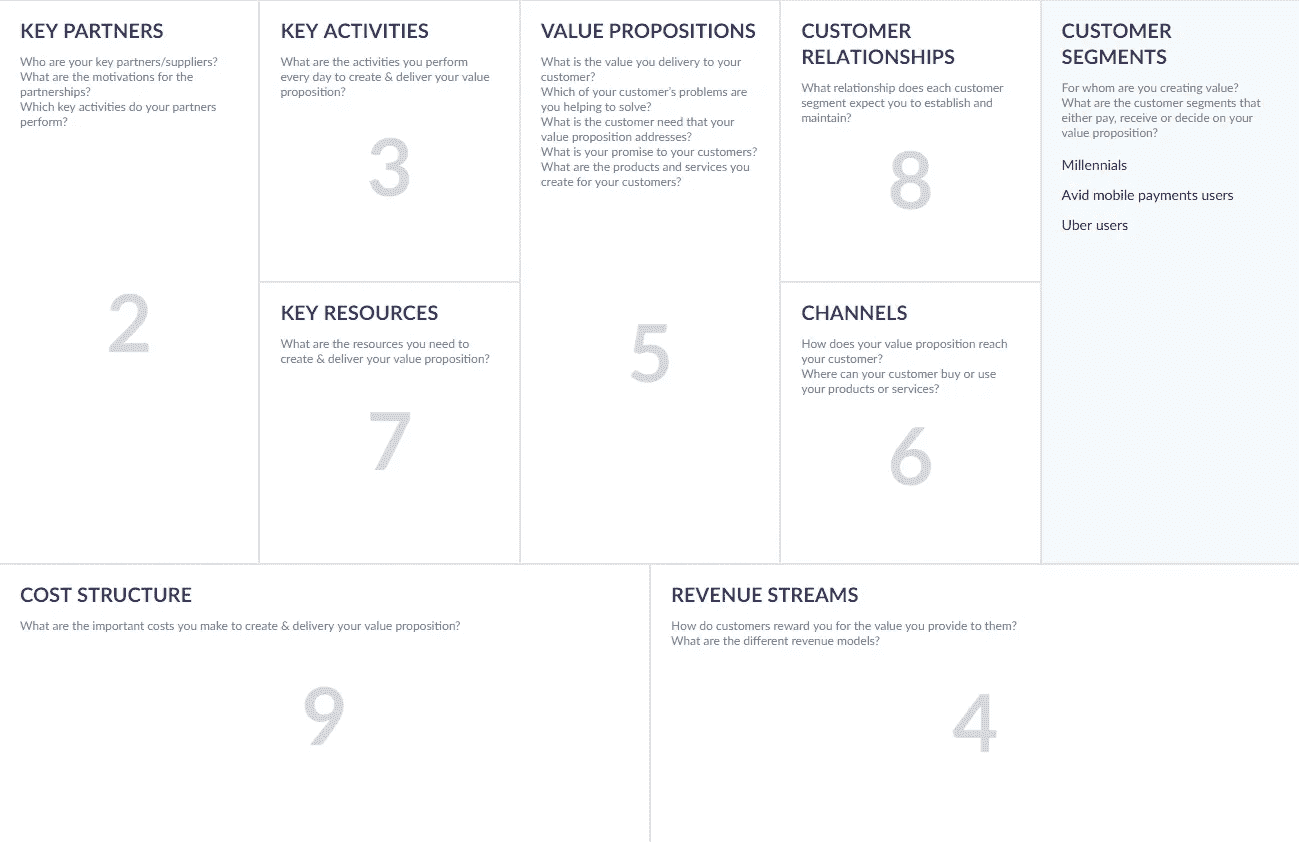 KEY PARTNERS
Who are your key partners/suppliers?
What are the motivations for the
partnerships?
Which key activities do your partners
perform?
2
KEY ACTIVITIES
What are the activities you perform
every day to create & deliver your value
proposition?
3
KEY RESOURCES
What are the resources you need to
create & deliver your value proposition?
7
VALUE PROPOSITIONS
What is the value you delivery to your
customer?
Which of your customer's problems are
you helping to solve?
What is the customer need that your
value proposition addresses?
What is your promise to your customers?
What are the products and services you
create for your customers?
5
CUSTOMER
RELATIONSHIPS
What relationship does each customer
segment expect you to establish and
maintain?
8
CHANNELS
How does your value proposition reach
your customer?
Where can your customer buy or use
your products or services?
6
CUSTOMER
SEGMENTS
For whom are you creating value?
What are the customer segments that
either pay, receive or decide on your
value proposition?
Millennials
Avid mobile payments users
Uber users
COST STRUCTURE
What are the important costs you make to create & delivery your value proposition?
9
REVENUE STREAMS
How do customers reward you for the value you provide to them?
What are the different revenue models?
4